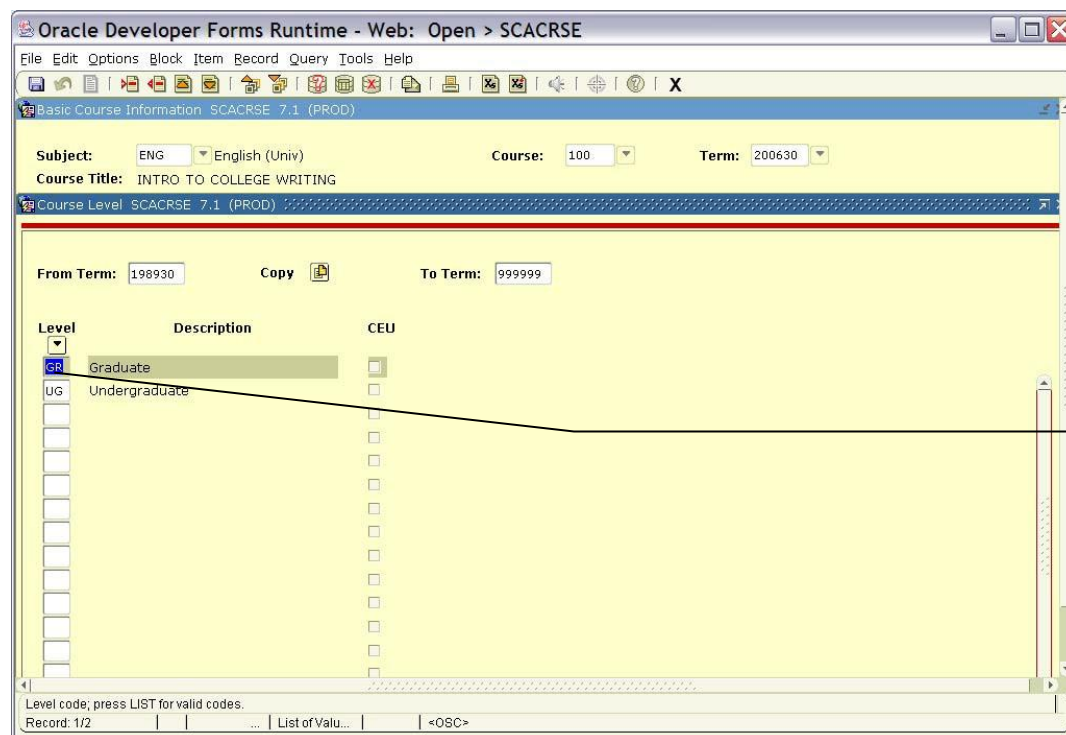 Oracle Developer Forms Runtime - Web: Open > SCACRSE
File Edit Options Block Item Record Query Tools Help
X
Basic Course Information SCACRSE 7.1 (PROD)
Subject: ENG English (Univ) Course: 100 Term: 200630
Course Title: INTRO TO COLLEGE WRITING
Course Level SCACRSE 7.1 (PROD)
From Term: 198930 Copy To Term: 999999
Level Description CEU
GR Graduate
UG Undergraduate
Level code; press LIST for valid codes.
Record: 1/2 ... List of Valu... <OSC>